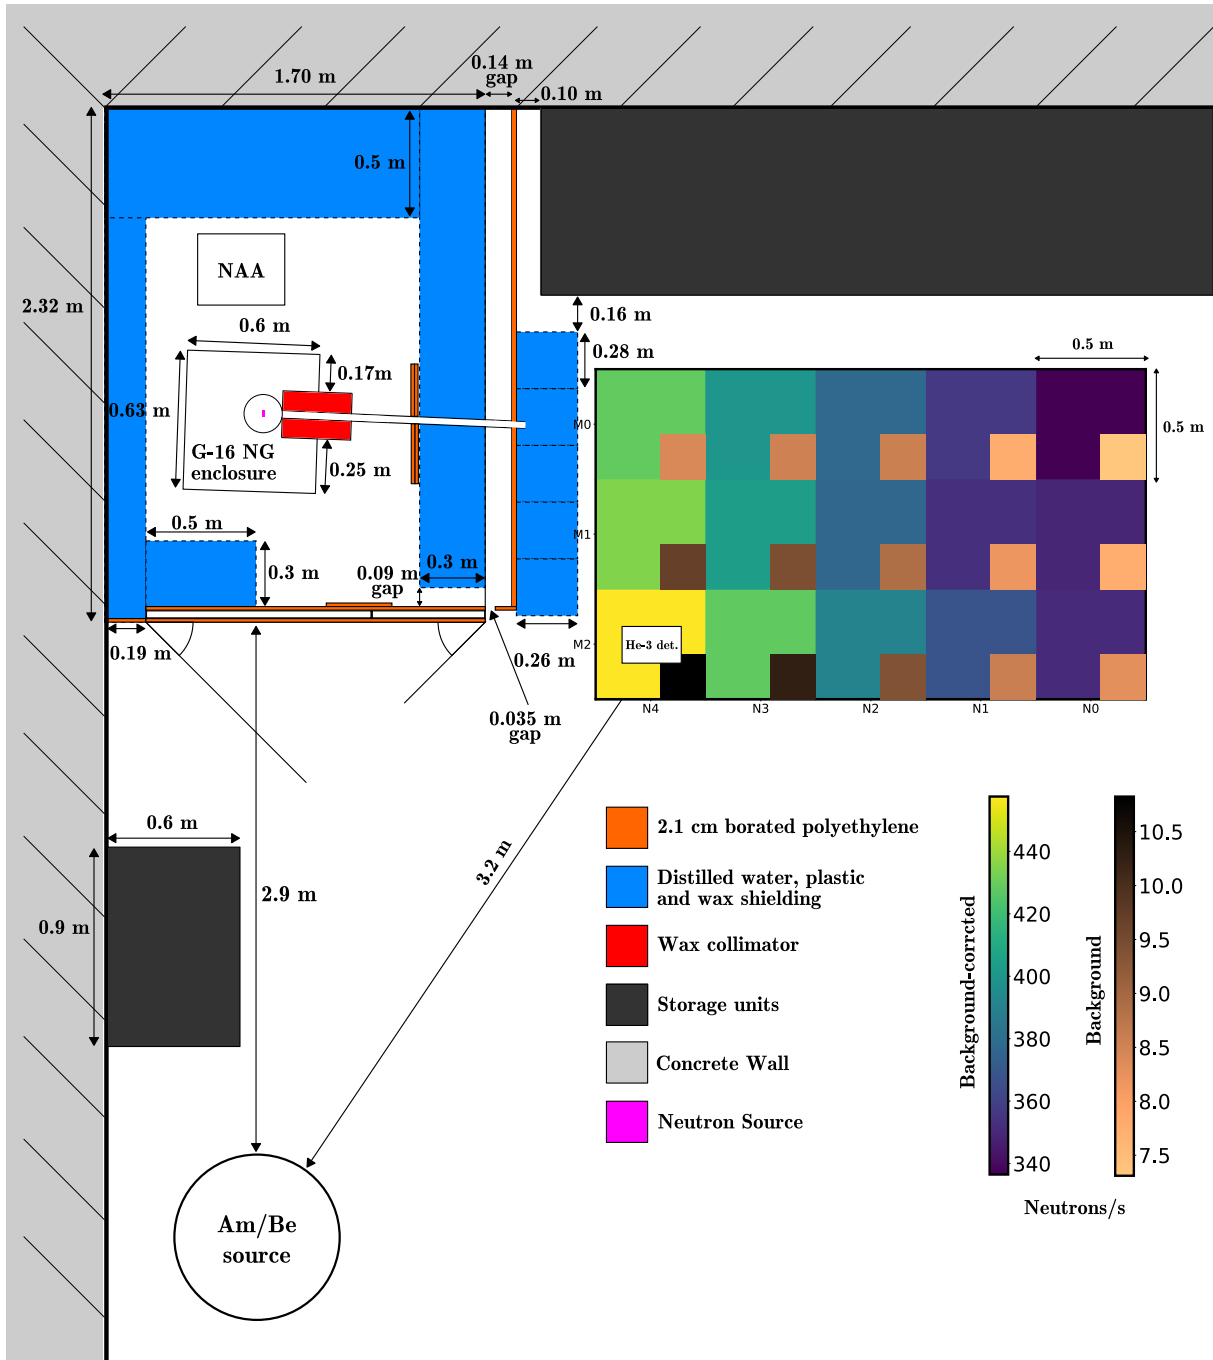 0.14 m
gap
1.70 m
0.10 m
0.5 m
NAA
2.32 m
0.6 m
0.16 m
0.28 m
0.17m
0.5 m
0.63 m
0.5 m
M0
G-16 NG
enclosure
0.25 m
0.5 m
M1
0.3 m
0.09 m
gap
0.3 m
M2
He-3 det.
0.19 m
0.26 m
N4
N3
N2
N1
N0
0.035 m
gap
0.6 m
2.1 cm borated polyethylene
3.2 m
2.9 m
Distilled water, plastic
and wax shielding
0.9 m
Wax collimator
Storage units
Concrete Wall
Neutron Source
Background-corrcted
440
420
400
380
360
340
Background
10.5
10.0
9.5
9.0
8.5
8.0
7.5
Neutrons/s
Am/Be
source